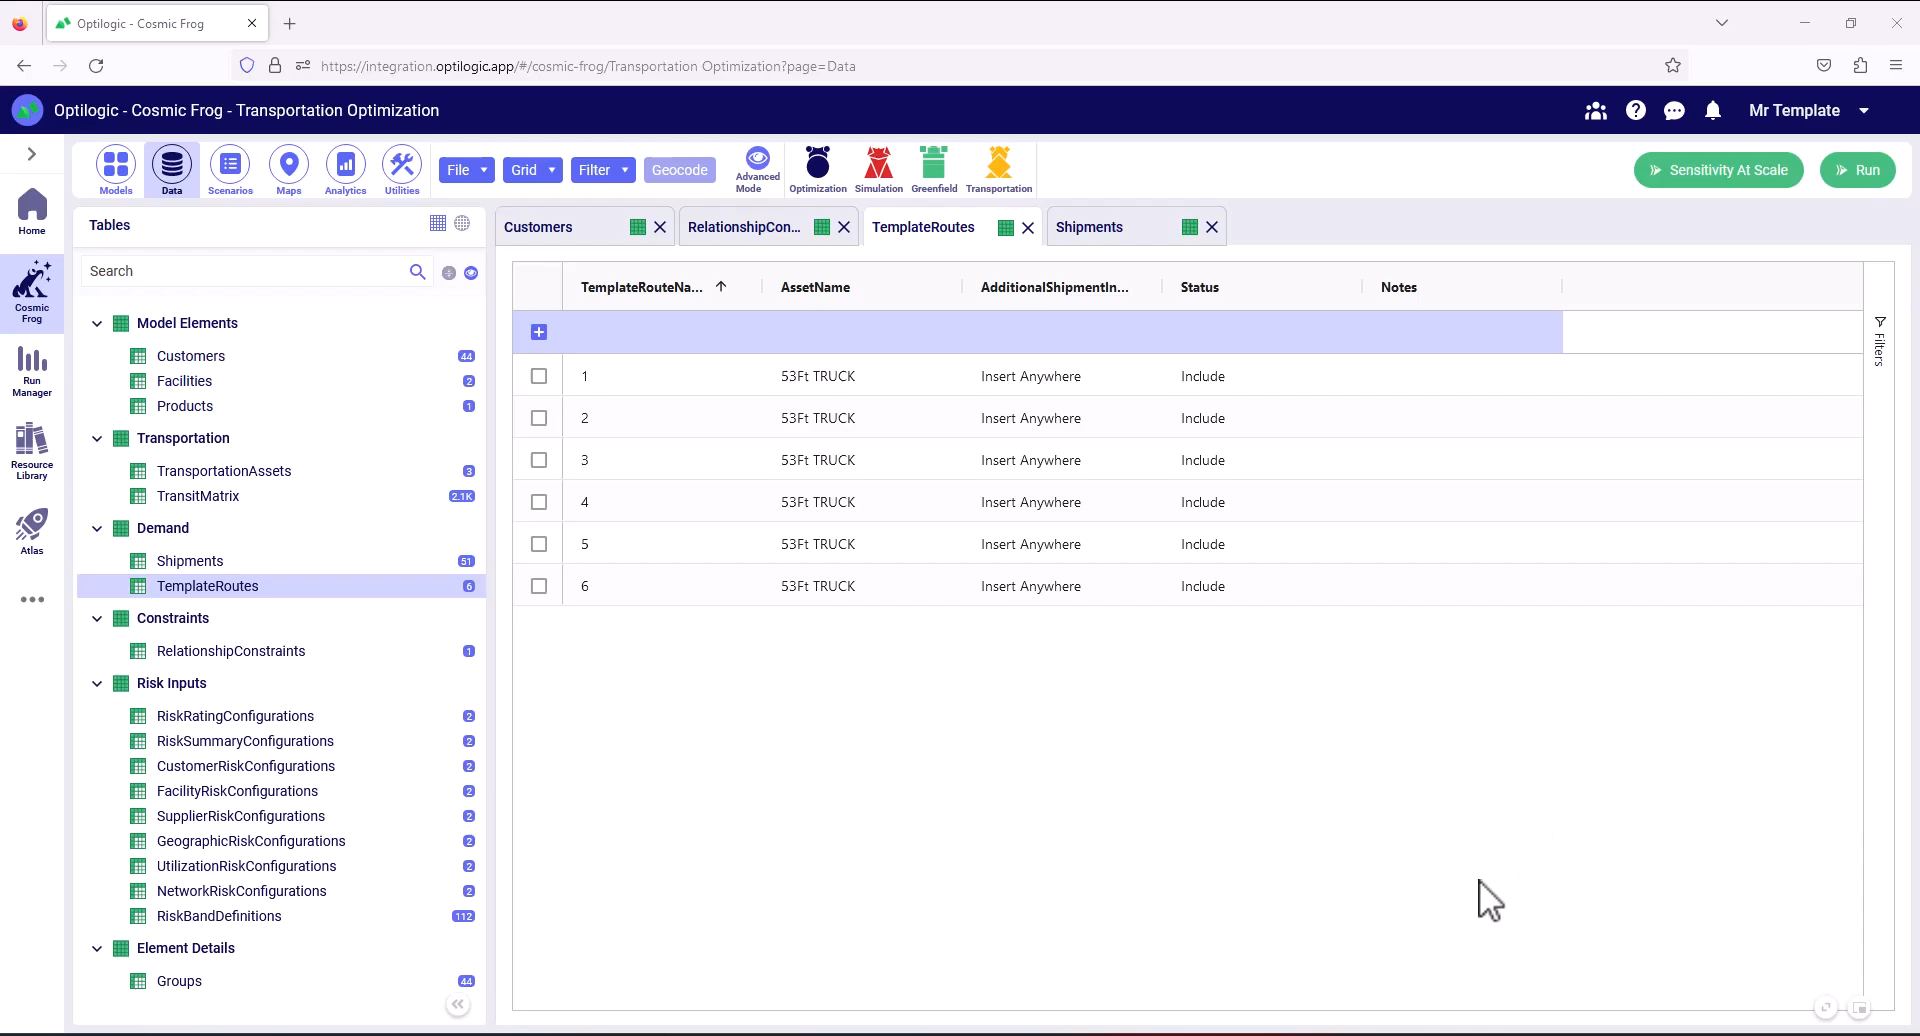 Optilogic - Cosmic Frog
https://integration.optilogic.app/#/cosmic-frog/Transportation Optimization?page=Data
Optilogic - Cosmic Frog - Transportation Optimization
Mr Template
Models
Data
Scenarios
Maps
Analytics
Utilities
File
Grid
Filter
Geocode
Advanced
Mode
Optimization
Simulation
Greenfield
Transportation
Sensitivity At Scale
Run
Home
Cosmic
Frog
Run
Manager
Resource
Library
Atlas
Tables
Search
Model Elements
Customers 44
Facilities 2
Products 1
Transportation
TransportationAssets 3
TransitMatrix 2.1K
Demand
Shipments 51
TemplateRoutes 6
Constraints
RelationshipConstraints 1
Risk Inputs
RiskRatingConfigurations 2
RiskSummaryConfigurations 2
CustomerRiskConfigurations 2
FacilityRiskConfigurations 2
SupplierRiskConfigurations 2
GeographicRiskConfigurations 2
UtilizationRiskConfigurations 2
NetworkRiskConfigurations 2
RiskBandDefinitions 112
Element Details
Groups 44
Customers
RelationshipCon...
TemplateRoutes
Shipments
TemplateRouteNa... AssetName AdditionalShipmentIn... Status Notes
1 53Ft TRUCK Insert Anywhere Include
2 53Ft TRUCK Insert Anywhere Include
3 53Ft TRUCK Insert Anywhere Include
4 53Ft TRUCK Insert Anywhere Include
5 53Ft TRUCK Insert Anywhere Include
6 53Ft TRUCK Insert Anywhere Include
Filters